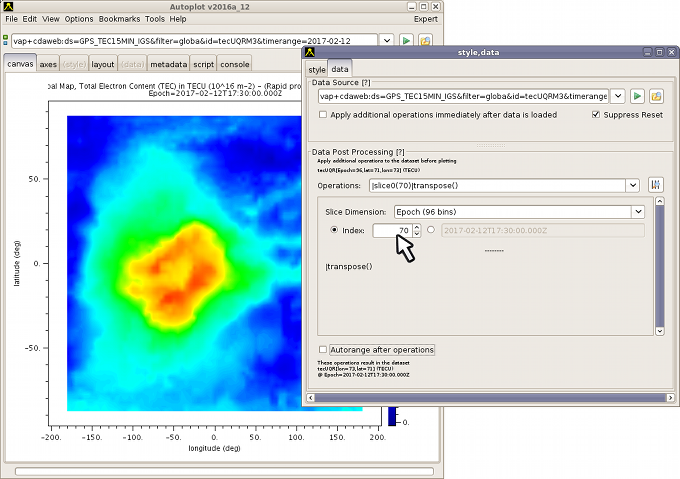 Autoplot v2016a_12
File Edit View Options Bookmarks Tools Help Expert
vap+cdaweb:ds=GPS_TEC15MIN_IGS&filter=globa&id=tecUQRM3&timerange=2017-02-12
canvas axes (style) layout (data) metadata script console
bal Map, Total Electron Content (TEC) in TECU (10^16 m-2) - (Rapid pro
Epoch=2017-02-12T17:30:00.000Z
50.
0.
-50.
latitude (deg)
-200. -150. -100. -50. 0. 50. 100. 150. 200.
longitude (deg)
0.
style,data
style data
Data Source [?]
vap+cdaweb:ds=GPS_TEC15MIN_IGS&filter=globa&id=tecUQRM3&timerange
Apply additional operations immediately after data is loaded
Suppress Reset
Data Post Processing [?]
Apply additional operations to the dataset before plotting
tecUQR[Epoch=96,lat=71,lon=73] (TECU)
Operations: |slice0(70)|transpose()
Slice Dimension: Epoch (96 bins)
Index: 70 2017-02-12T17:30:00.000Z
|transpose()
Autorange after operations
These operations result in the dataset
tecUQR[lon=73,lat=71] (TECU)
@ Epoch=2017-02-12T17:30:00.000Z